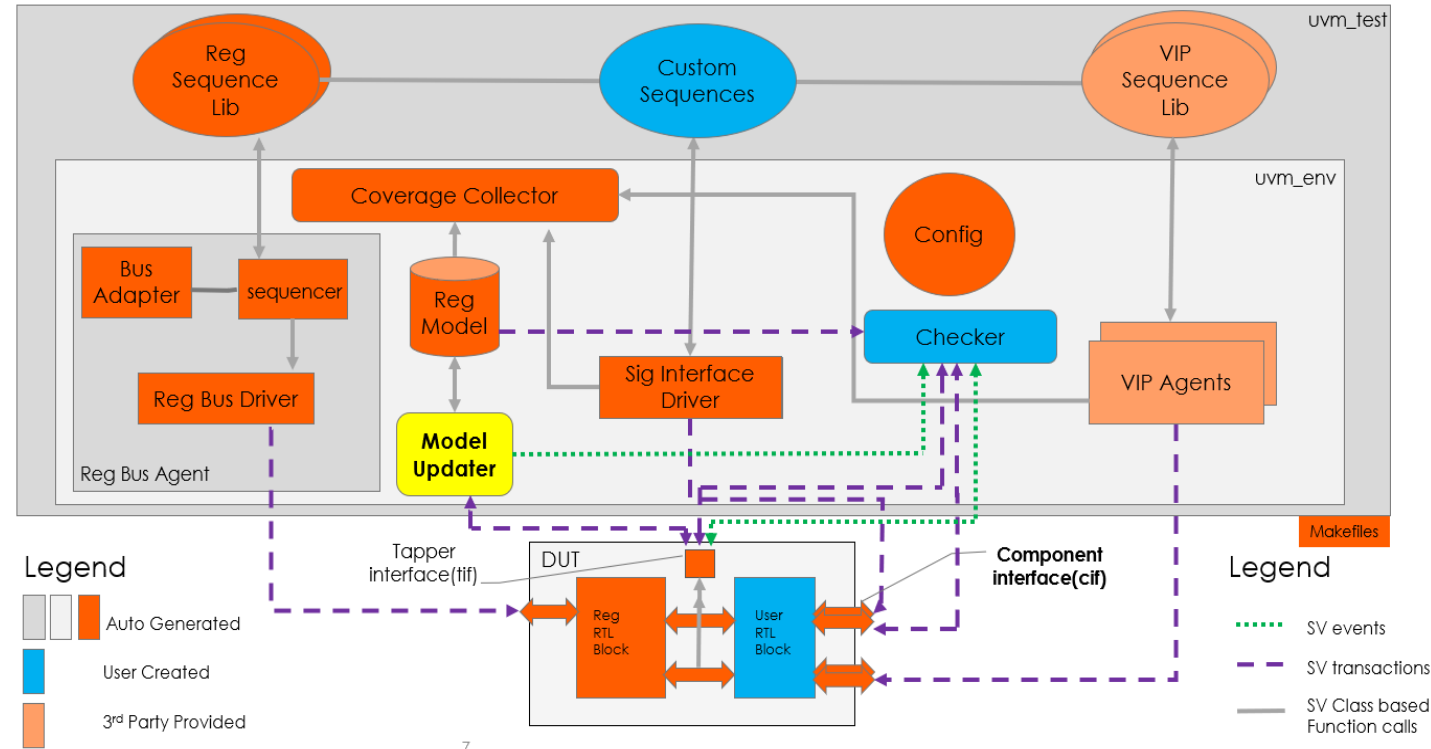 uvm_test
Reg
Sequence
Lib
Custom
Sequences
VIP
Sequence
Lib
uvm_env
Coverage Collector
Config
Bus
Adapter
sequencer
Reg
Model
Checker
Reg Bus Driver
Sig Interface
Driver
VIP Agents
Model
Updater
Reg Bus Agent
Makefiles
Legend
Auto Generated
User Created
3rd Party Provided
Tapper
interface(tif)
DUT
Reg
RTL
Block
User
RTL
Block
Component
interface(cif)
Legend
SV events
SV transactions
SV Class based
Function calls
7